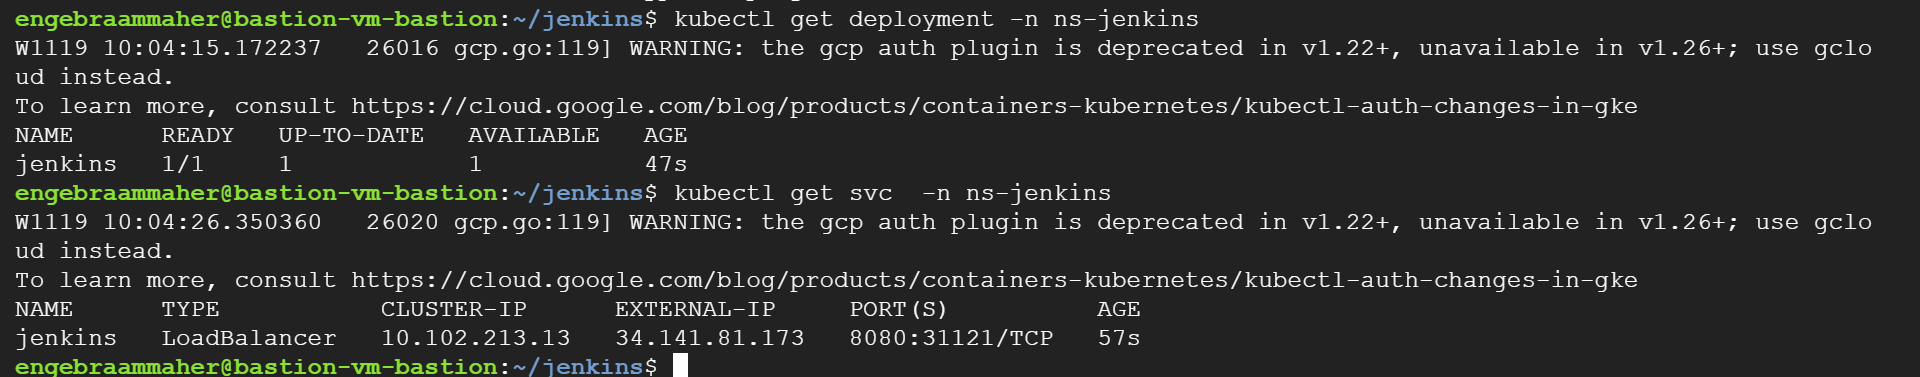 engebraammaher@bastion-vm-bastion:~/jenkins$ kubectl get deployment -n ns-jenkins
W1119 10:04:15.172237   26016 gcp.go:119] WARNING: the gcp auth plugin is deprecated in v1.22+, unavailable in v1.26+; use gclo
ud instead.
To learn more, consult https://cloud.google.com/blog/products/containers-kubernetes/kubectl-auth-changes-in-gke
NAME      READY   UP-TO-DATE   AVAILABLE   AGE
jenkins   1/1     1            1           47s
engebraammaher@bastion-vm-bastion:~/jenkins$ kubectl get svc  -n ns-jenkins
W1119 10:04:26.350360   26020 gcp.go:119] WARNING: the gcp auth plugin is deprecated in v1.22+, unavailable in v1.26+; use gclo
ud instead.
To learn more, consult https://cloud.google.com/blog/products/containers-kubernetes/kubectl-auth-changes-in-gke
NAME      TYPE           CLUSTER-IP      EXTERNAL-IP     PORT(S)          AGE
jenkins   LoadBalancer   10.102.213.13   34.141.81.173   8080:31121/TCP   57s
engebraammaher@bastion-vm-bastion:~/jenkins$